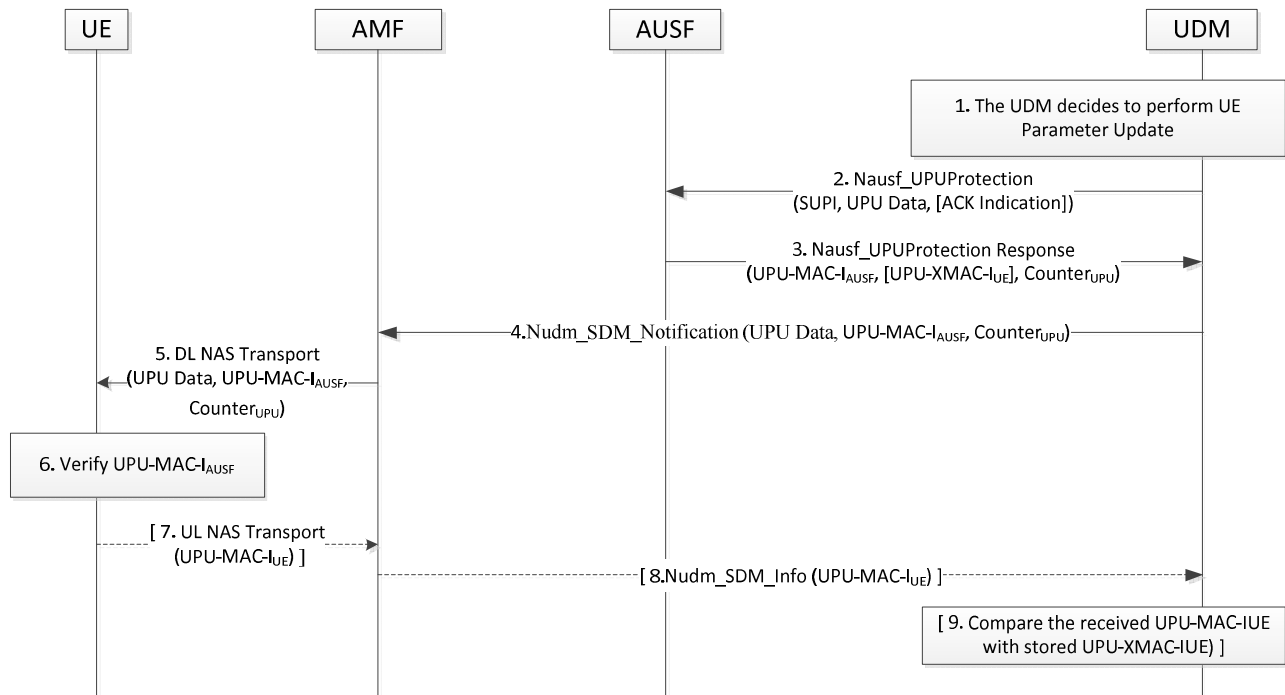 UE
AMF
AUSF
UDM
1. The UDM decides to perform UE
Parameter Update
2. Nausf_UPUProtection
(SUPI, UPU Data, [ACK Indication])
3. Nausf_UPUProtection Response
(UPU-MAC-IAUSF, [UPU-XMAC-IUE], CounterUPU)
4.Nudm_SDM_Notification (UPU Data, UPU-MAC-IAUSF, CounterUPU)
5. DL NAS Transport
(UPU Data, UPU-MAC-IAUSF,
CounterUPU)
6. Verify UPU-MAC-IAUSF
[ 7. UL NAS Transport
(UPU-MAC-IUE) ]
[ 8.Nudm_SDM_Info (UPU-MAC-IUE) ]
[ 9. Compare the received UPU-MAC-IUE
with stored UPU-XMAC-IUE) ]